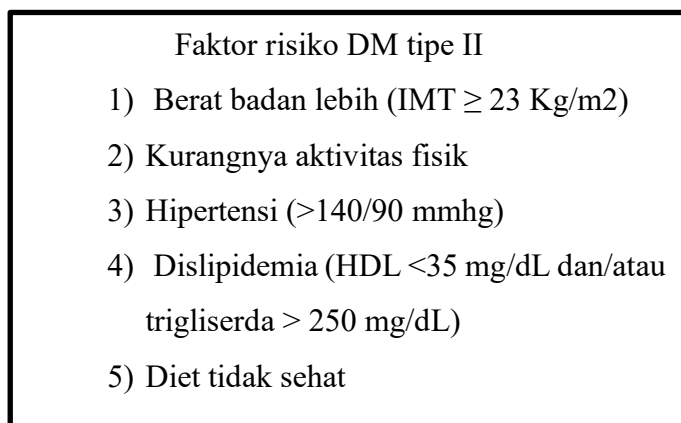 Faktor risiko DM tipe II
1) Berat badan lebih (IMT ≥ 23 Kg/m2)
2) Kurangnya aktivitas fisik
3) Hipertensi (>140/90 mmhg)
4) Dislipidemia (HDL <35 mg/dL dan/atau
trigliserda > 250 mg/dL)
5) Diet tidak sehat